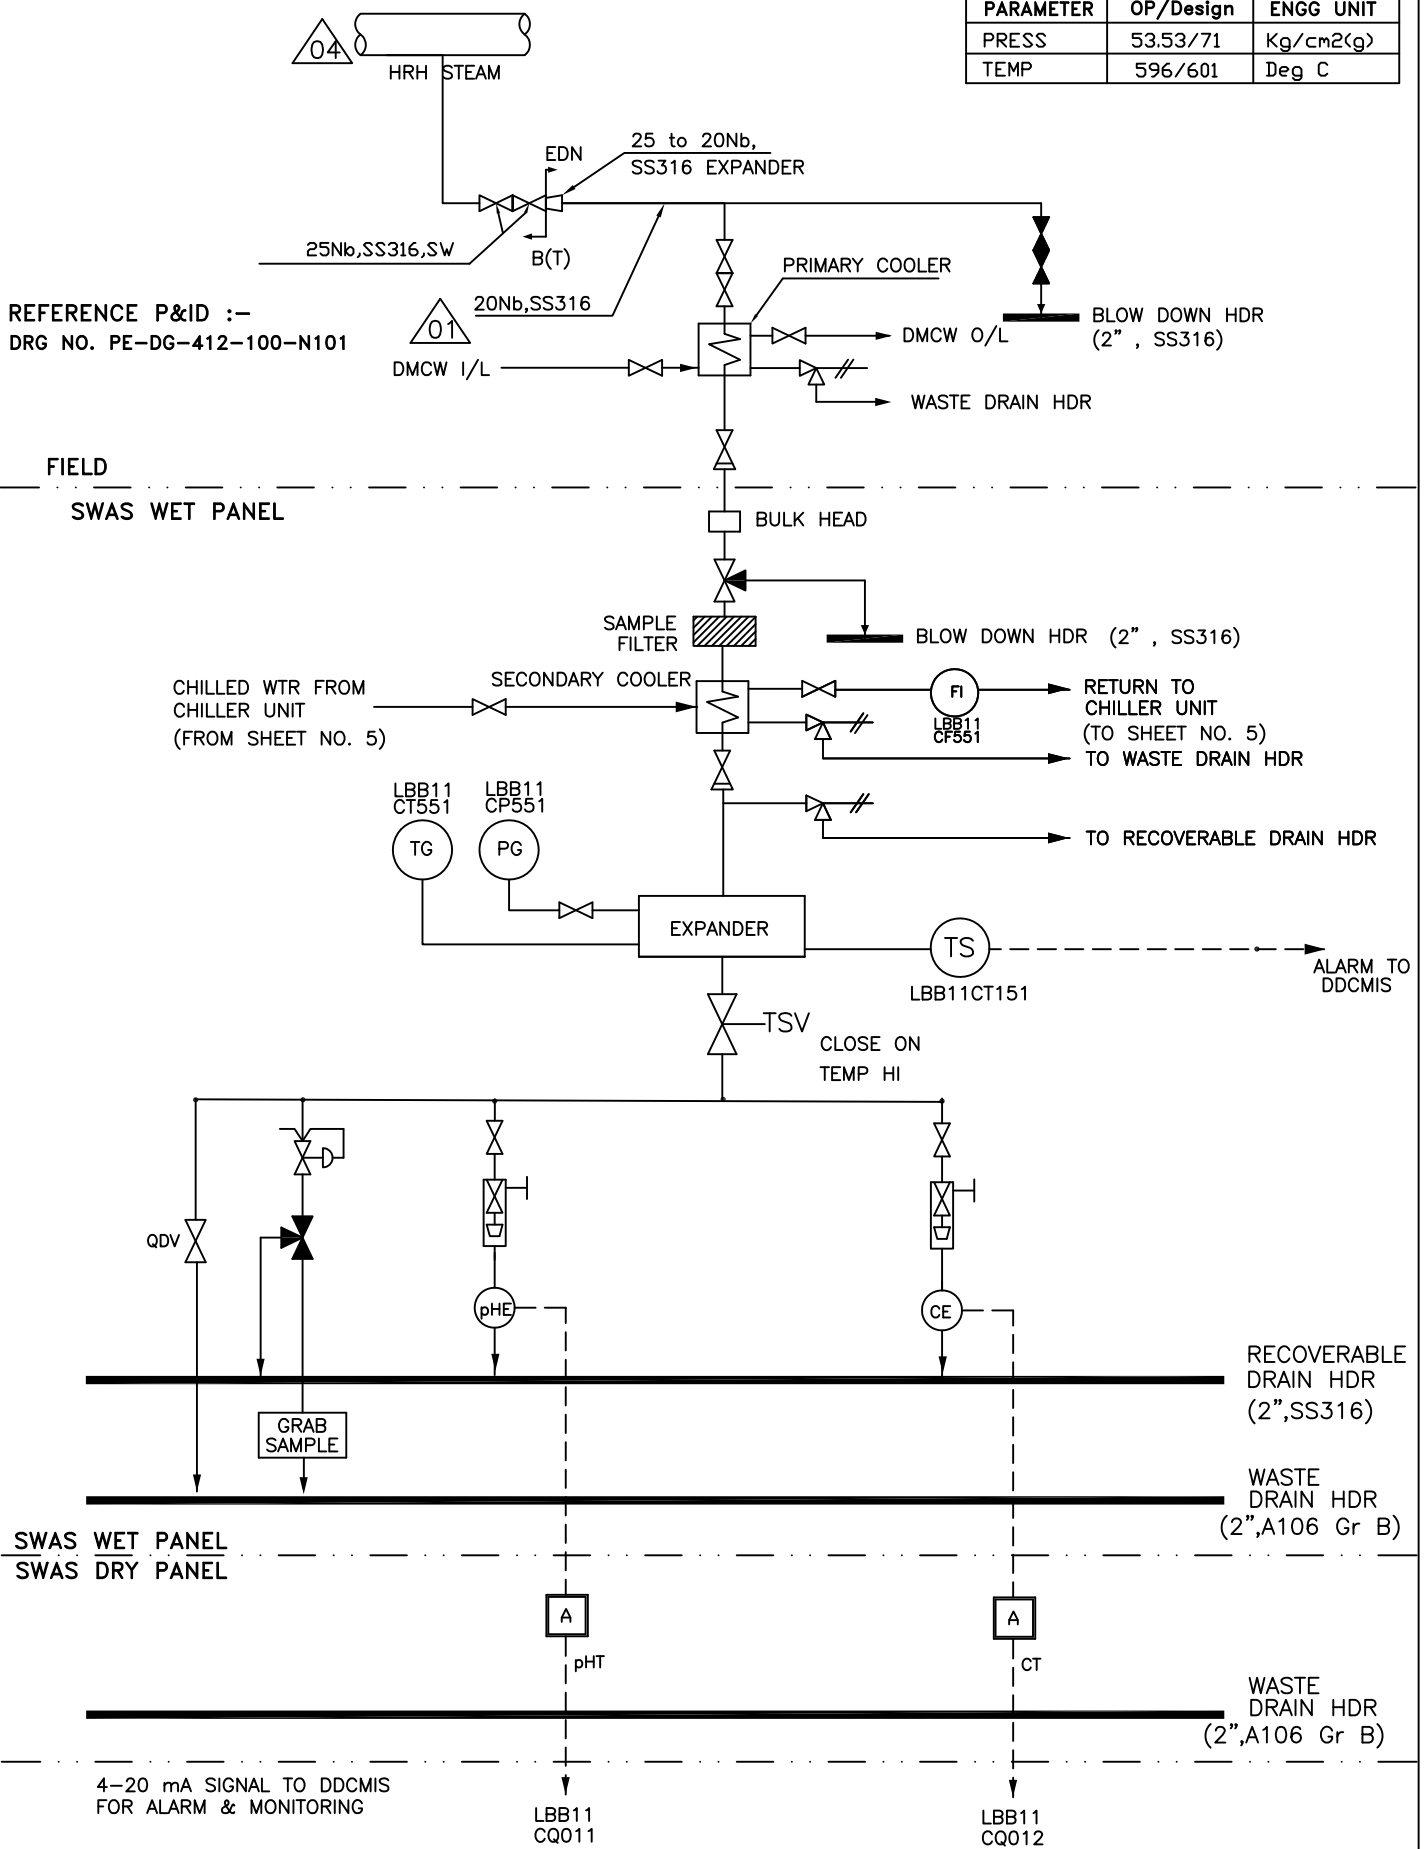 PARAMETER OP/Design ENGG UNIT
PRESS 53.53/71 Kg/cm2(g)
TEMP 596/601 Deg C
04
HRH STEAM
25 to 20Nb,
SS316 EXPANDER
EDN
B(T)
25Nb,SS316,SW
REFERENCE P&ID :-
DRG NO. PE-DG-412-100-N101
01
20Nb,SS316
PRIMARY COOLER
BLOW DOWN HDR
(2" , SS316)
DMCW O/L
DMCW I/L
WASTE DRAIN HDR
FIELD
SWAS WET PANEL
BULK HEAD
SAMPLE
FILTER
BLOW DOWN HDR (2" , SS316)
SECONDARY COOLER
CHILLED WTR FROM
CHILLER UNIT
(FROM SHEET NO. 5)
FI
LBB11
CF551
RETURN TO
CHILLER UNIT
(TO SHEET NO. 5)
TO WASTE DRAIN HDR
LBB11
CT551
TG
LBB11
CP551
PG
TO RECOVERABLE DRAIN HDR
EXPANDER
TS
LBB11CT151
ALARM TO
DDCMIS
TSV
CLOSE ON
TEMP HI
QDV
pHE
CE
RECOVERABLE
DRAIN HDR
(2",SS316)
GRAB
SAMPLE
WASTE
DRAIN HDR
(2",A106 Gr B)
SWAS WET PANEL
SWAS DRY PANEL
A
pHT
A
CT
WASTE
DRAIN HDR
(2",A106 Gr B)
4-20 mA SIGNAL TO DDCMIS
FOR ALARM & MONITORING
LBB11
CQ011
LBB11
CQ012